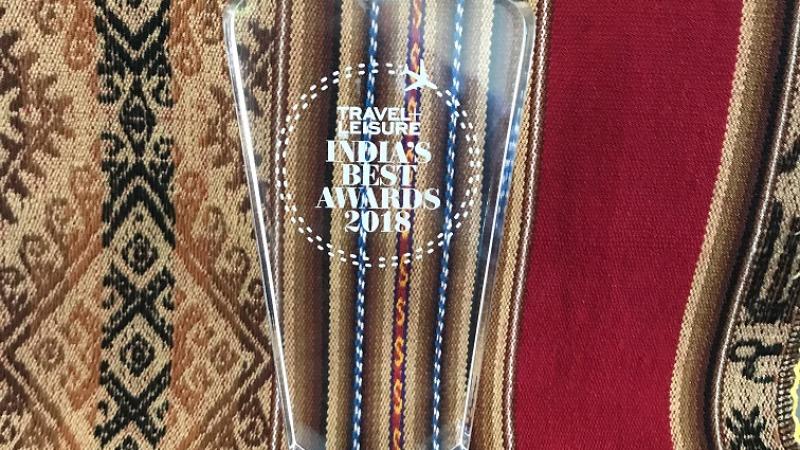 TRAVEL+
LEISURE
INDIA'S
BEST
AWARDS
2018